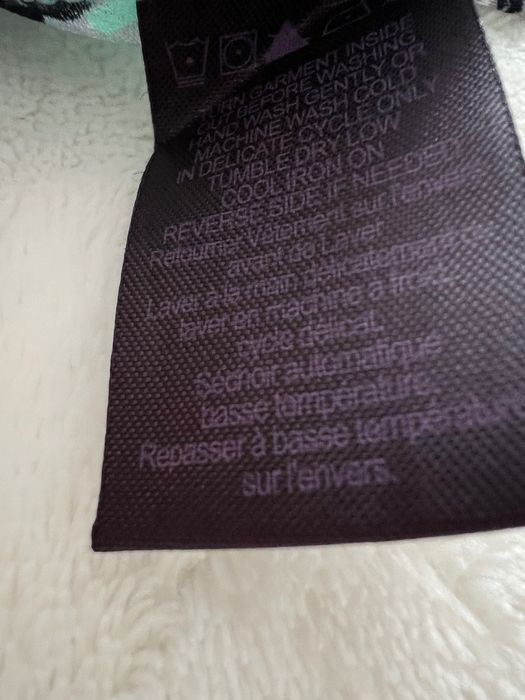 TURN GARMENT INSIDE
OUT BEFORE WASHING
HAND WASH GENTLY OR
MACHINE WASH COLD
IN DELICATE CYCLE ONLY
TUMBLE DRY LOW
COOL IRON ON
REVERSE SIDE IF NEEDED
Retourner vêtement sur l'envers
avant de Laver
Laver a la main délicatement
laver en machine à froid,
cycle délicat.
Séchoir automatique
basse température.
Repasser à basse température
sur l'envers.